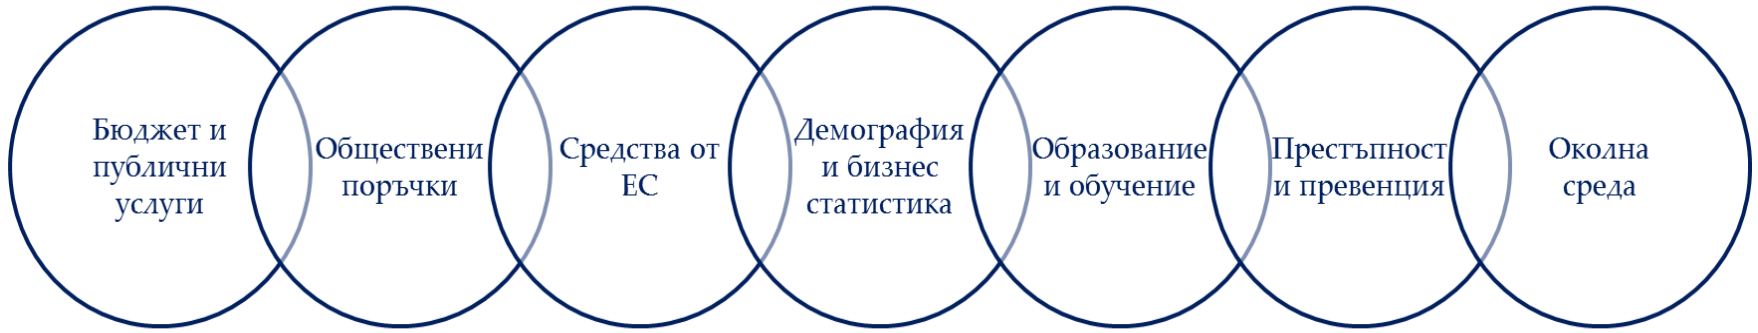 Бюджет и
публични
услуги
Обществени
поръчки
Средства от
ЕС
Демография
и бизнес
статистика
Образование
и обучение
Престъпност
и превенция
Околна
среда